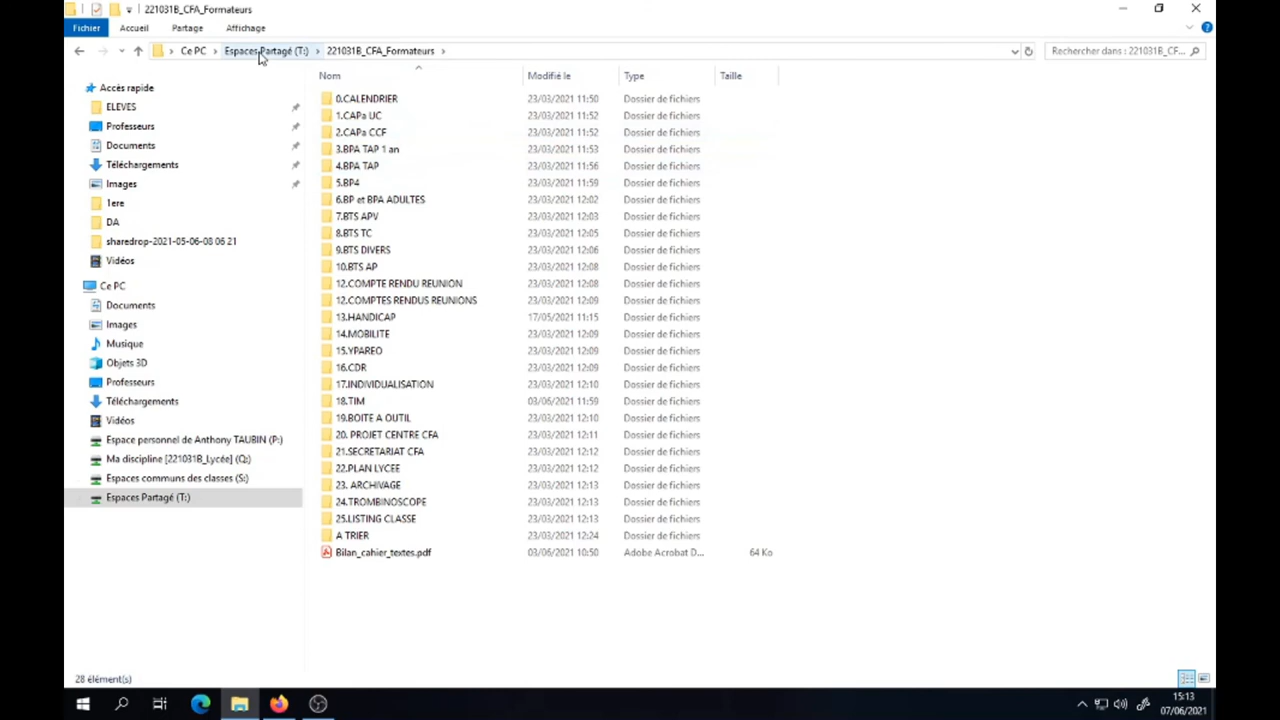 221031B_CFA_Formateurs
Fichier Accueil Partage Affichage
Ce PC Espaces Partagé (T:) 221031B_CFA_Formateurs Rechercher dans : 221031B_CF...
Nom Modifié le Type Taille
Accès rapide
ELEVES
Professeurs
Documents
Téléchargements
Images
1ere
DA
sharedrop-2021-05-06-08 06 21
Vidéos
Ce PC
Documents
Images
Musique
Objets 3D
Professeurs
Téléchargements
Vidéos
Espace personnel de Anthony TAUBIN (P:)
Ma discipline [221031B_Lycée] (Q:)
Espaces communs des classes (S:)
Espaces Partagé (T:)
0.CALENDRIER 23/03/2021 11:50 Dossier de fichiers
1.CAPa UC 23/03/2021 11:52 Dossier de fichiers
2.CAPa CCF 23/03/2021 11:52 Dossier de fichiers
3.BPA TAP 1 an 23/03/2021 11:53 Dossier de fichiers
4.BPA TAP 23/03/2021 11:56 Dossier de fichiers
5.BP4 23/03/2021 11:59 Dossier de fichiers
6.BP et BPA ADULTES 23/03/2021 12:02 Dossier de fichiers
7.BTS APV 23/03/2021 12:03 Dossier de fichiers
8.BTS TC 23/03/2021 12:05 Dossier de fichiers
9.BTS DIVERS 23/03/2021 12:06 Dossier de fichiers
10.BTS AP 23/03/2021 12:08 Dossier de fichiers
12.COMPTE RENDU REUNION 23/03/2021 12:08 Dossier de fichiers
12.COMPTES RENDUS REUNIONS 23/03/2021 12:09 Dossier de fichiers
13.HANDICAP 17/05/2021 11:15 Dossier de fichiers
14.MOBILITE 23/03/2021 12:09 Dossier de fichiers
15.YPAREO 23/03/2021 12:09 Dossier de fichiers
16.CDR 23/03/2021 12:09 Dossier de fichiers
17.INDIVIDUALISATION 23/03/2021 12:10 Dossier de fichiers
18.TIM 03/06/2021 11:59 Dossier de fichiers
19.BOITE A OUTIL 23/03/2021 12:10 Dossier de fichiers
20. PROJET CENTRE CFA 23/03/2021 12:11 Dossier de fichiers
21.SECRETARIAT CFA 23/03/2021 12:12 Dossier de fichiers
22.PLAN LYCEE 23/03/2021 12:12 Dossier de fichiers
23. ARCHIVAGE 23/03/2021 12:13 Dossier de fichiers
24.TROMBINOSCOPE 23/03/2021 12:13 Dossier de fichiers
25.LISTING CLASSE 23/03/2021 12:13 Dossier de fichiers
A TRIER 23/03/2021 12:24 Dossier de fichiers
Bilan_cahier_textes.pdf 03/06/2021 10:50 Adobe Acrobat D... 64 Ko
28 élément(s)
15:13
07/06/2021